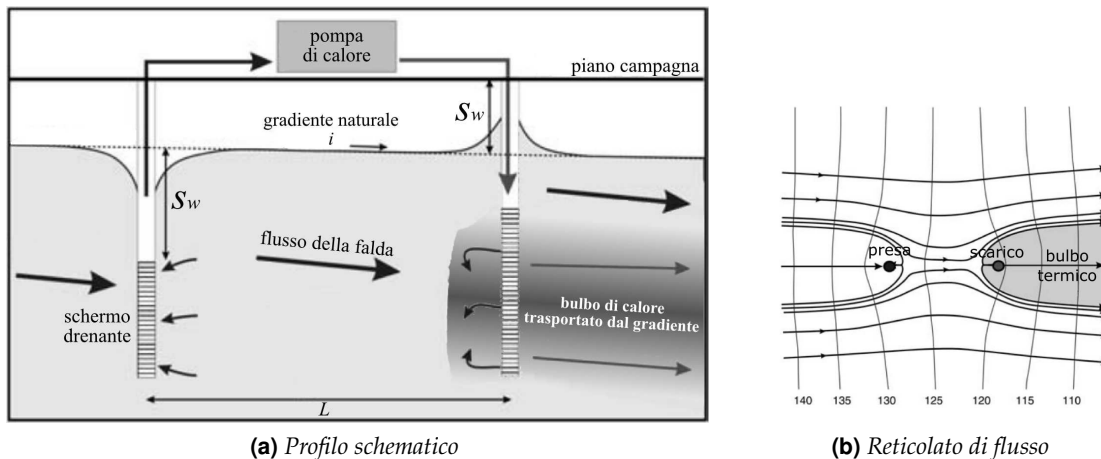 pompa
di calore
piano campagna
gradiente naturale
i
Sw
Sw
flusso della falda
schermo
drenante
bulbo di calore
trasportato dal gradiente
L
(a) Profilo schematico
presa
scarico
bulbo
termico
140 135 130 125 120 115 110
(b) Reticolato di flusso